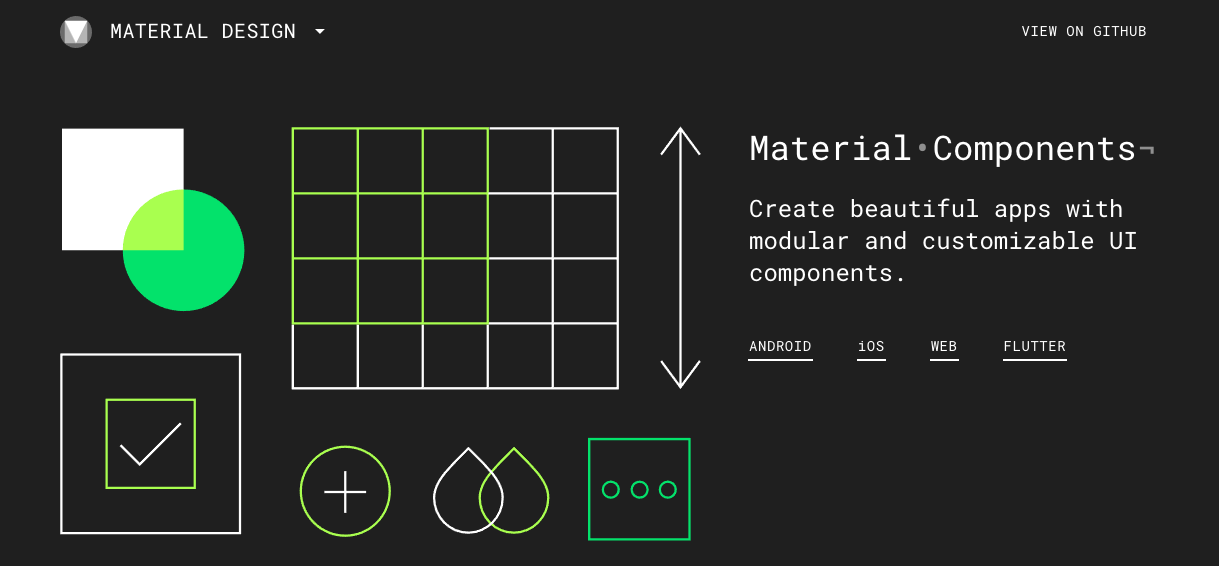 MATERIAL DESIGN
VIEW ON GITHUB
Material·Components¬
Create beautiful apps with
modular and customizable UI
components.
ANDROID iOS WEB FLUTTER